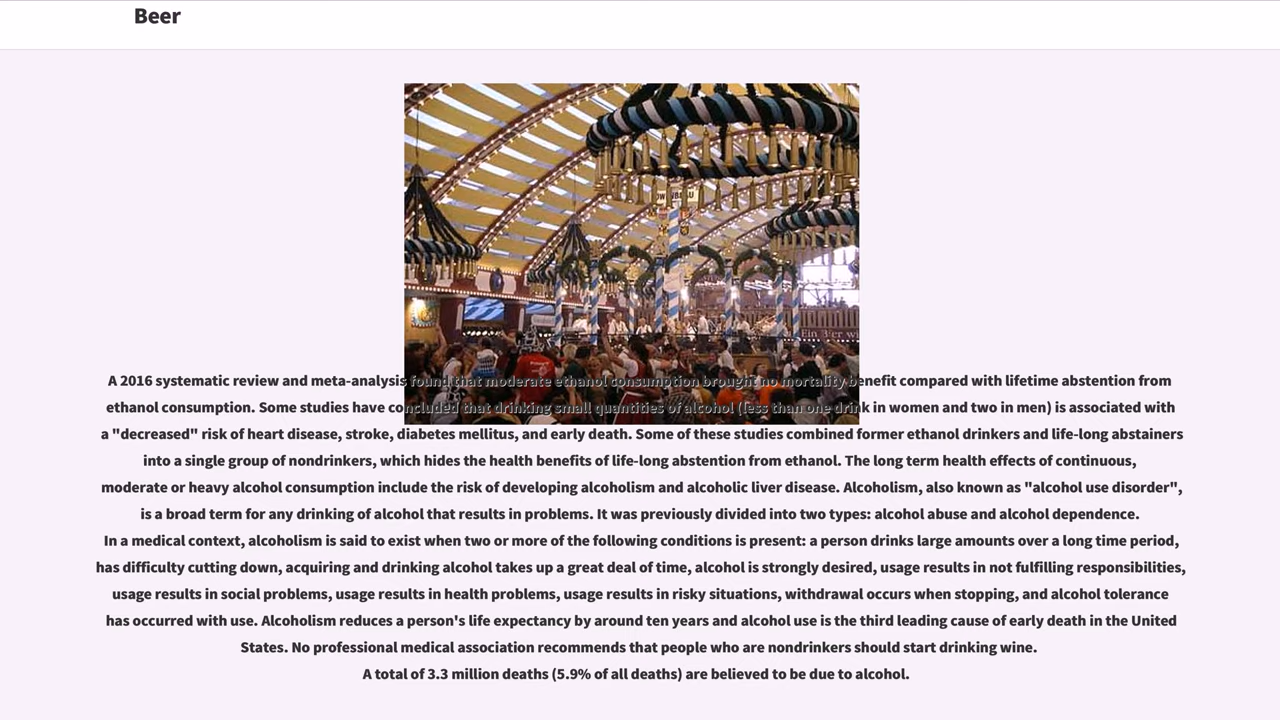 Beer
A 2016 systematic review and meta-analysis found that moderate ethanol consumption brought no mortality benefit compared with lifetime abstention from
ethanol consumption. Some studies have concluded that drinking small quantities of alcohol (less than one drink in women and two in men) is associated with
a "decreased" risk of heart disease, stroke, diabetes mellitus, and early death. Some of these studies combined former ethanol drinkers and life-long abstainers
into a single group of nondrinkers, which hides the health benefits of life-long abstention from ethanol. The long term health effects of continuous,
moderate or heavy alcohol consumption include the risk of developing alcoholism and alcoholic liver disease. Alcoholism, also known as "alcohol use disorder",
is a broad term for any drinking of alcohol that results in problems. It was previously divided into two types: alcohol abuse and alcohol dependence.
In a medical context, alcoholism is said to exist when two or more of the following conditions is present: a person drinks large amounts over a long time period,
has difficulty cutting down, acquiring and drinking alcohol takes up a great deal of time, alcohol is strongly desired, usage results in not fulfilling responsibilities,
usage results in social problems, usage results in health problems, usage results in risky situations, withdrawal occurs when stopping, and alcohol tolerance
has occurred with use. Alcoholism reduces a person's life expectancy by around ten years and alcohol use is the third leading cause of early death in the United
States. No professional medical association recommends that people who are nondrinkers should start drinking wine.
A total of 3.3 million deaths (5.9% of all deaths) are believed to be due to alcohol.